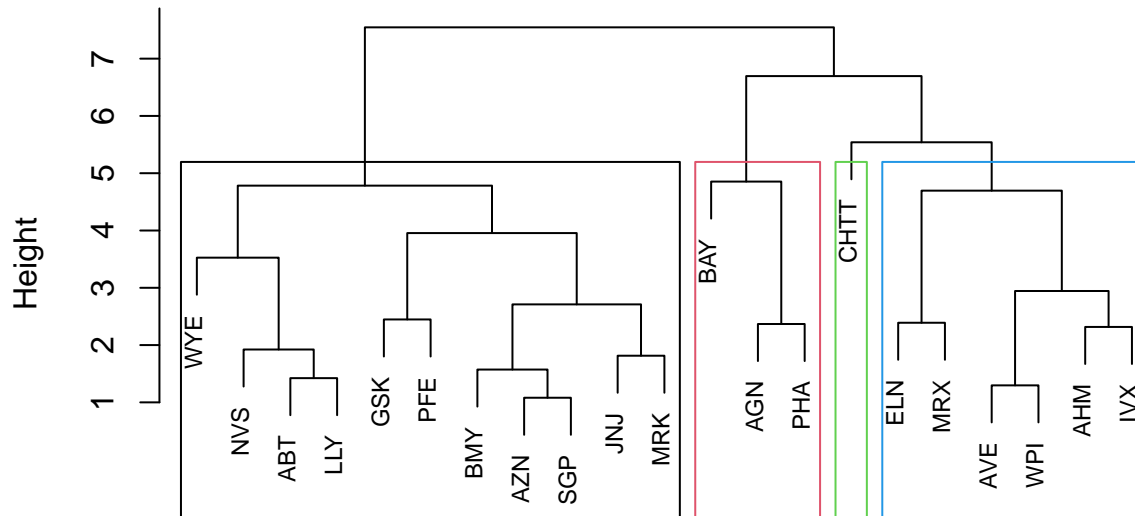 Height
7
6
5
4
3
2
1
WYE
NVS
ABT
LLY
GSK
PFE
BMY
AZN
SGP
JNJ
MRK
BAY
AGN
PHA
CHTT
ELN
MRX
AVE
WPI
AHM
IVX